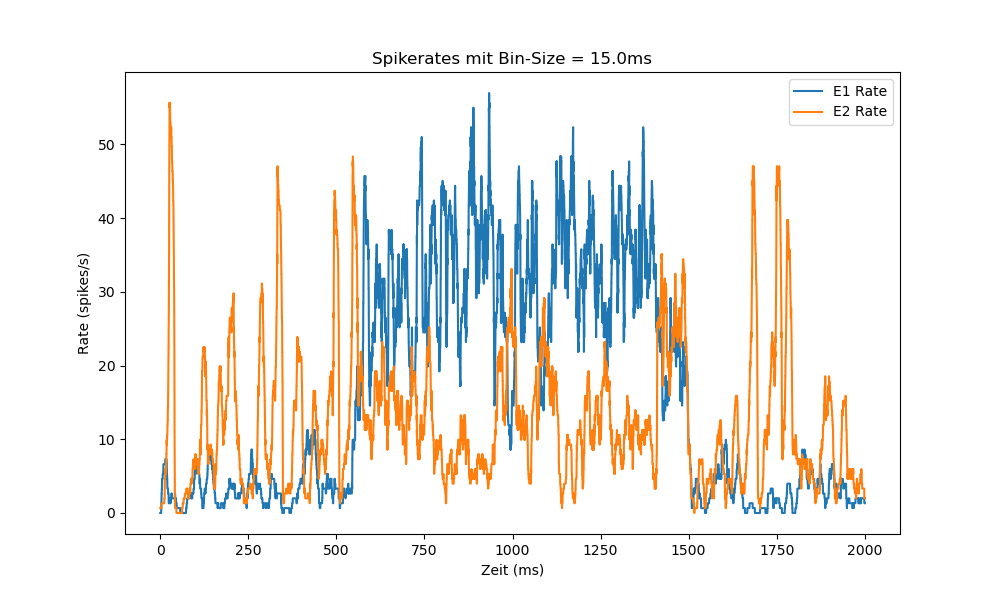 Spikerates mit Bin-Size = 15.0ms
E1 Rate
E2 Rate
Rate (spikes/s)
50
40
30
20
10
0
0 250 500 750 1000 1250 1500 1750 2000
Zeit (ms)